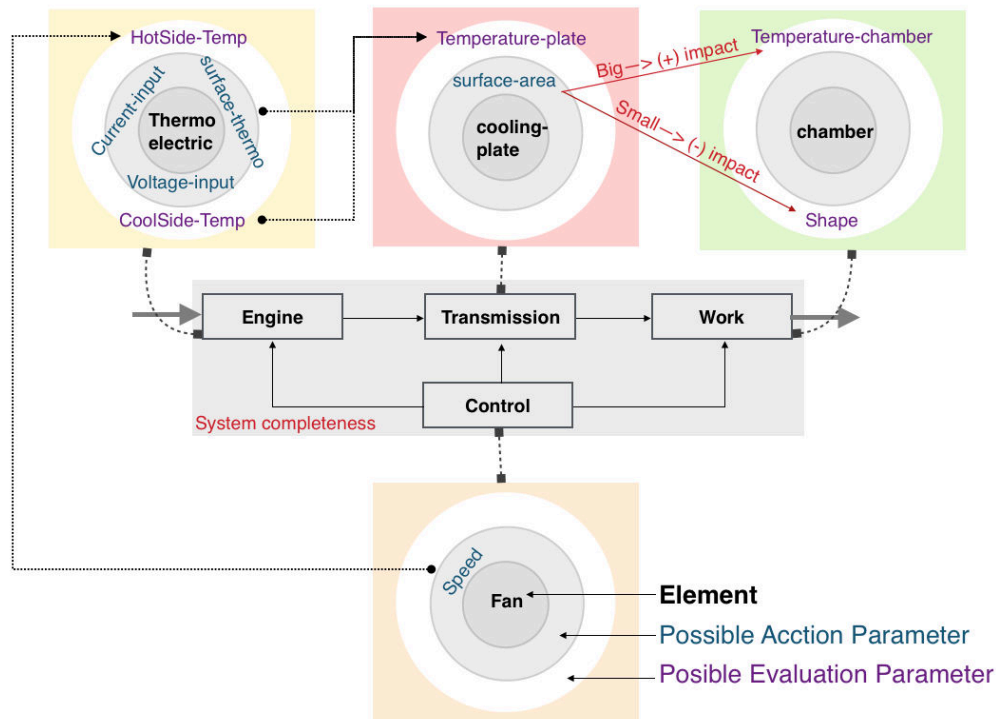 HotSide-Temp
Current-input
surface-thermo
Thermo
electric
Voltage-input
CoolSide-Temp
Temperature-plate
surface-area
cooling-
plate
Big—> (+) impact
Small—> (-) impact
Temperature-chamber
chamber
Shape
Engine
Transmission
Work
Control
System completeness
Speed
Fan
Element
Possible Acction Parameter
Posible Evaluation Parameter